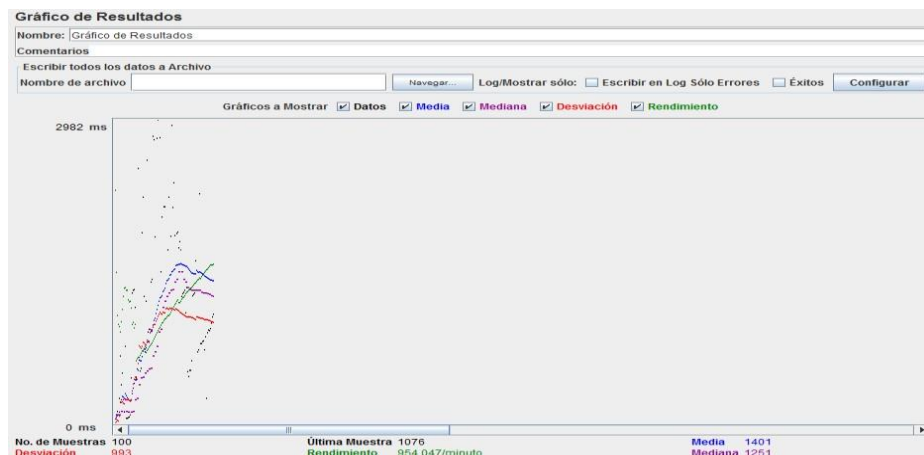 Gráfico de Resultados
Nombre: Gráfico de Resultados
Comentarios
Escribir todos los datos a Archivo
Nombre de archivo Navegar... Log/Mostrar sólo: Escribir en Log Sólo Errores Éxitos Configurar
Gráficos a Mostrar Datos Media Mediana Desviación Rendimiento
2982 ms
0 ms
No. de Muestras 100 Última Muestra 1076 Media 1401
Desviación 993 Rendimiento 954,047/minuto Mediana 1251